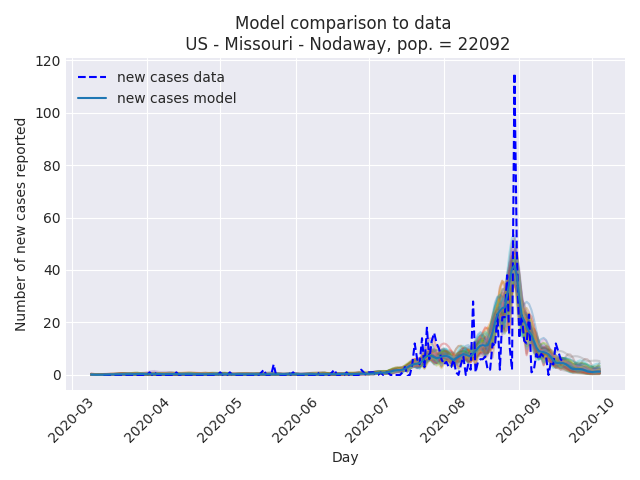 Model comparison to data
US - Missouri - Nodaway, pop. = 22092
new cases data
new cases model
Number of new cases reported
120
100
80
60
40
20
0
2020-03
2020-04
2020-05
2020-06
2020-07
2020-08
2020-09
2020-10
Day